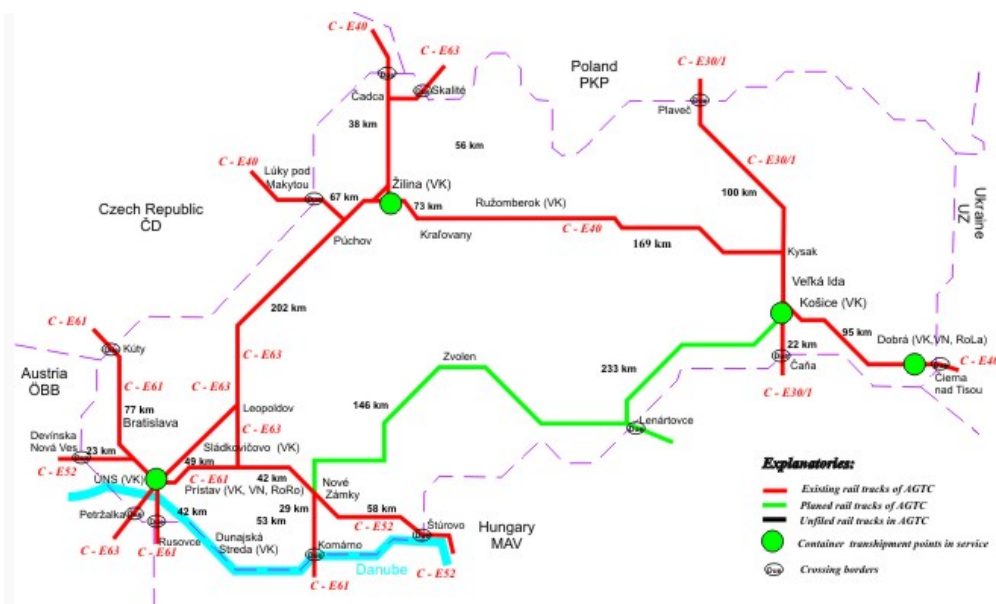 C - E40
C - E63
Poland
PKP
C - E30/1
Skalité
Čadca
Plaveč
38 km
56 km
C - E40
Lúky pod
Makytou
C - E30/1
Ukraine
UZ
67 km
Žilina (VK)
100 km
Czech Republic
ČD
73 km
Ružomberok (VK)
Púchov
Kraľovany
C - E40
169 km
Kysak
Veľká Ida
Košice (VK)
202 km
C - E61
95 km
Dobrá (VK,VN, RoLa)
Kúty
22 km
Austria
ÖBB
C - E63
Zvolen
233 km
Čaňa
Čierna
nad Tisou
C - E40
C - E61
C - E63
C - E30/1
77 km
Bratislava
Leopoldov
146 km
Lenártovce
C - E63
Devínska
Nová Ves
23 km
Sládkovičovo (VK)
C - E52
49 km
ÚNS (VK)
C - E61
42 km
Prístav (VK, VN, RoRo)
Nové
Zámky
Petržalka
42 km
29 km
53 km
58 km
C - E52
Štúrovo
Hungary
MAV
Rusovce
Dunajská
Streda (VK)
C - E63
C - E61
Komárno
Danube
C - E61
C - E52
Explanatories:
Existing rail tracks of AGTC
Planed rail tracks of AGTC
Unfiled rail tracks in AGTC
Container transhipment points in service
Crossing borders